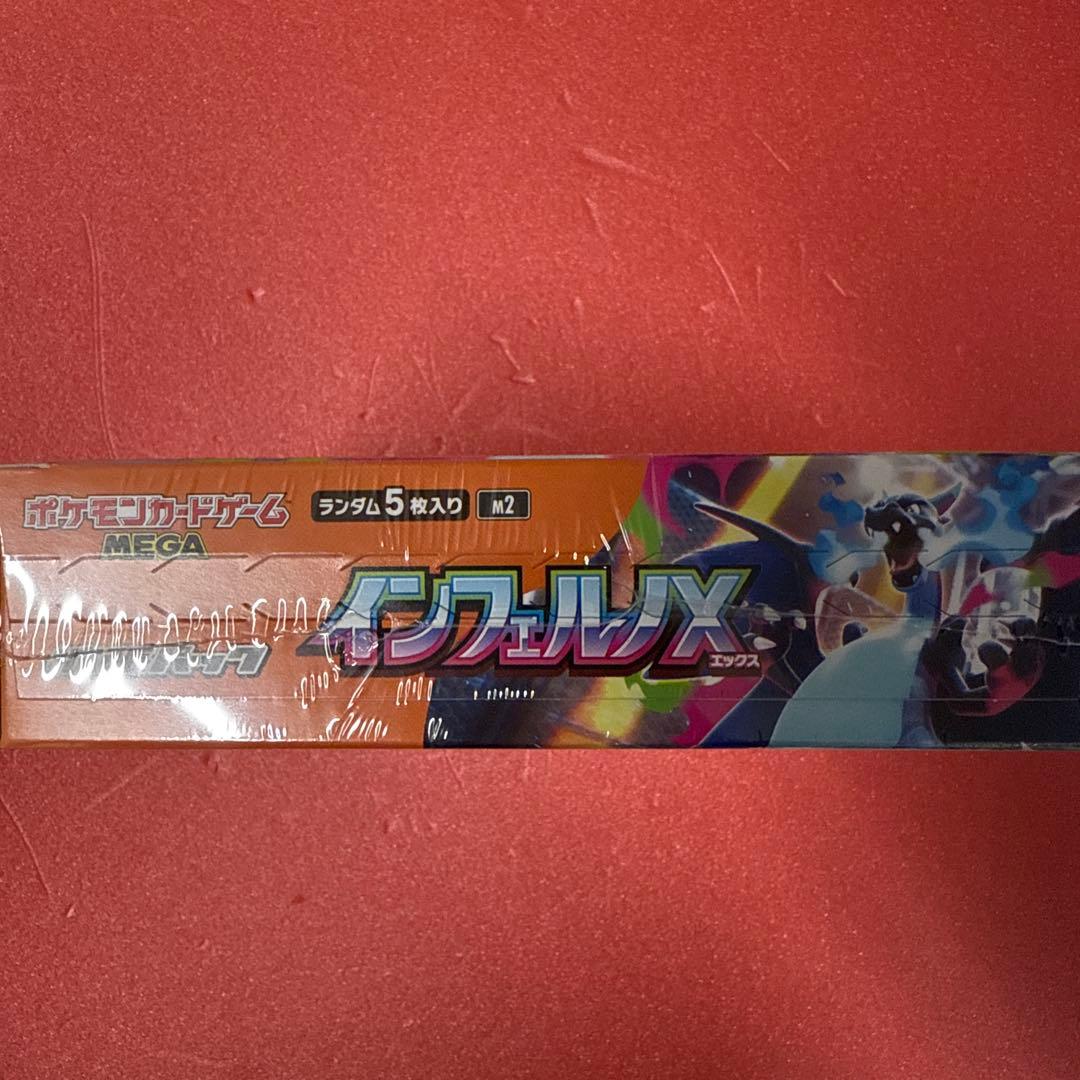 ポケモンカードゲーム
MEGA
ランダム5枚入り
M2
インフェルノX
エックス